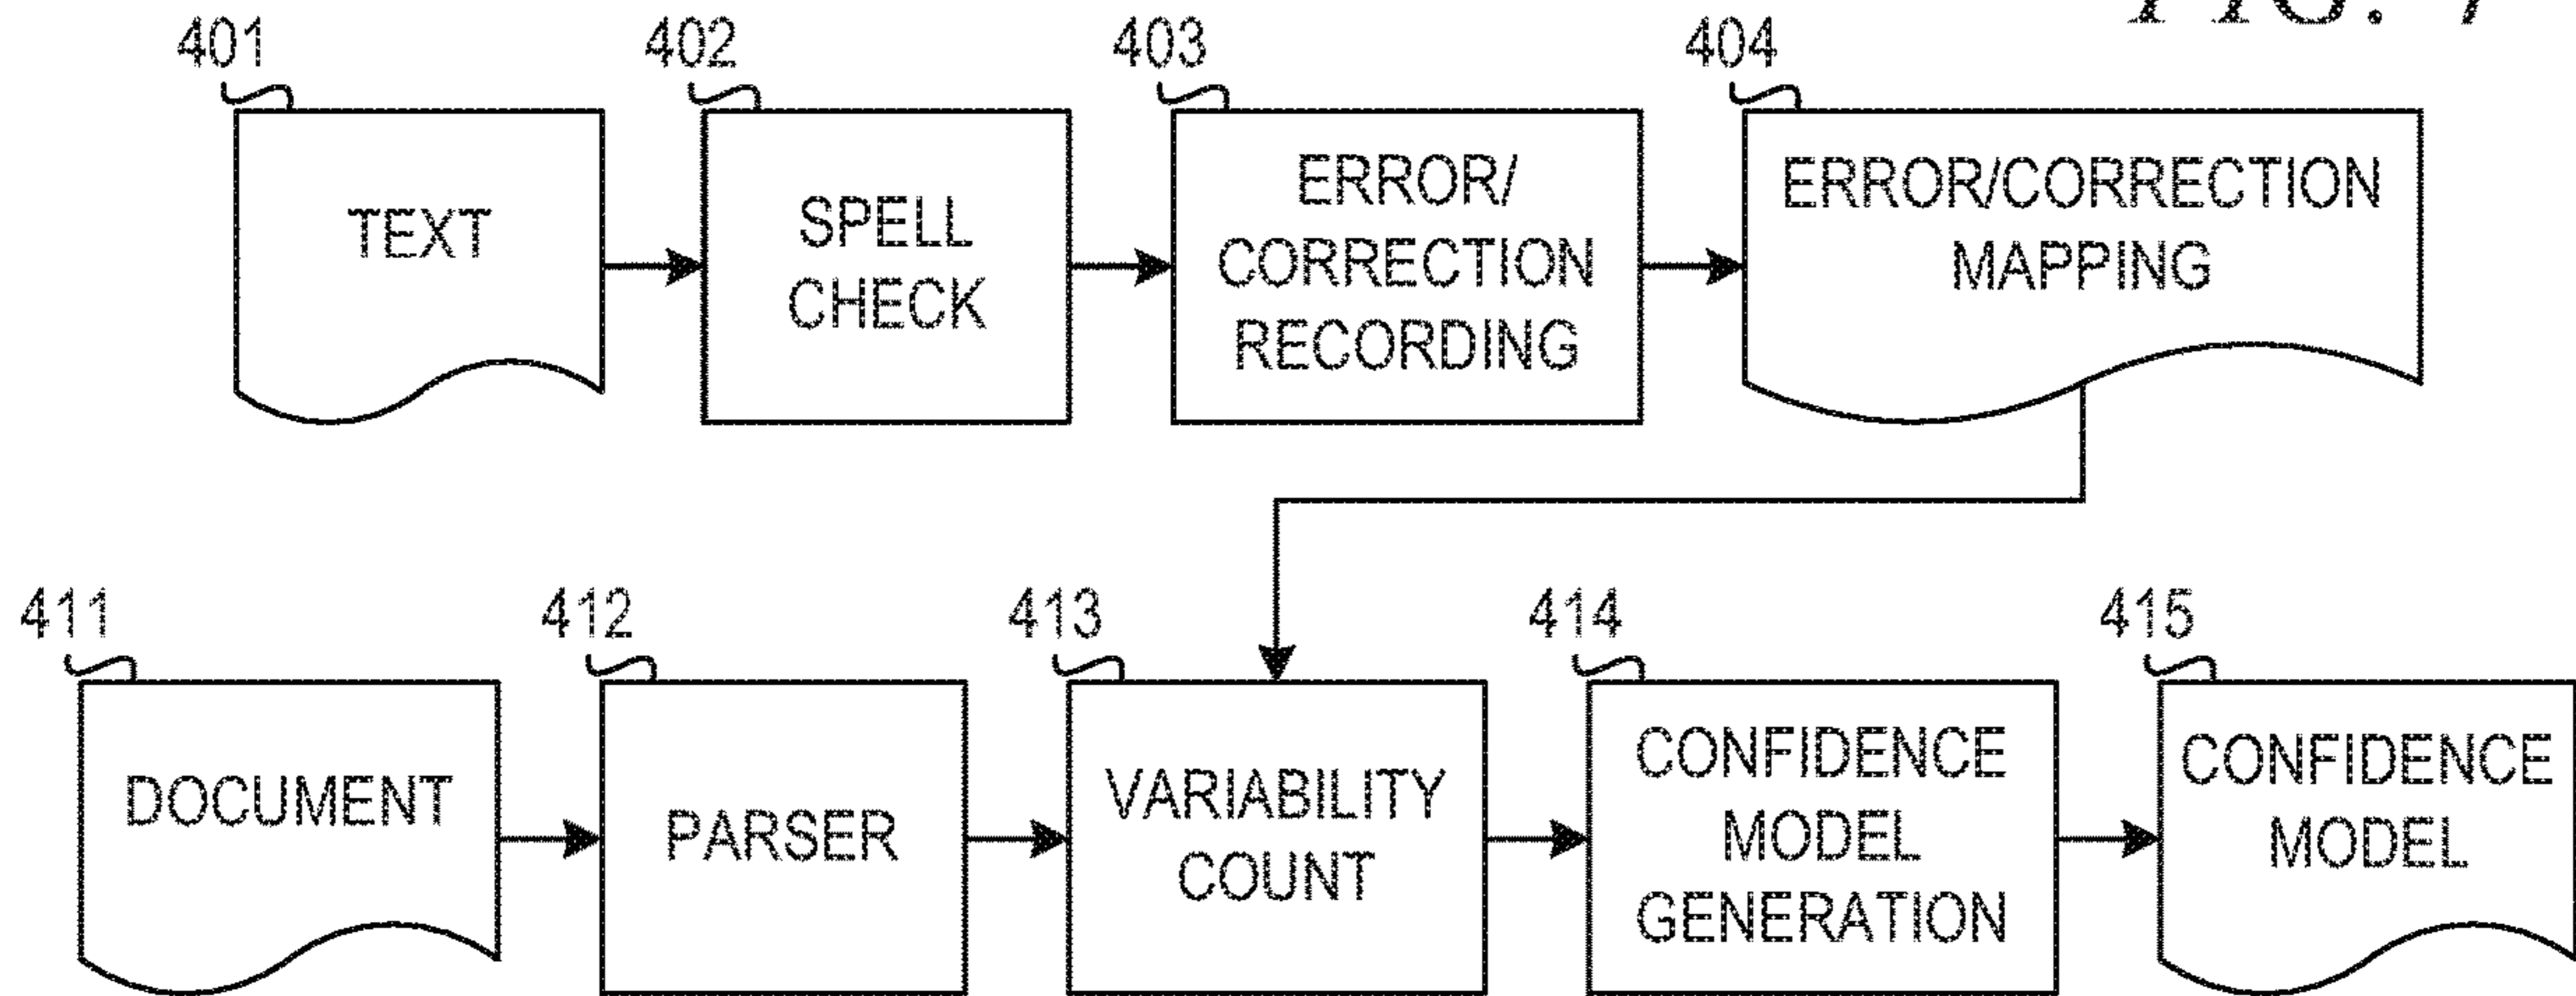 FIG.
401
402
403
404
TEXT
SPELL
CHECK
ERROR/
CORRECTION
RECORDING
ERROR/CORRECTION
MAPPING
411
412
413
414
415
DOCUMENT
PARSER
VARIABILITY
COUNT
CONFIDENCE
MODEL
GENERATION
CONFIDENCE
MODEL